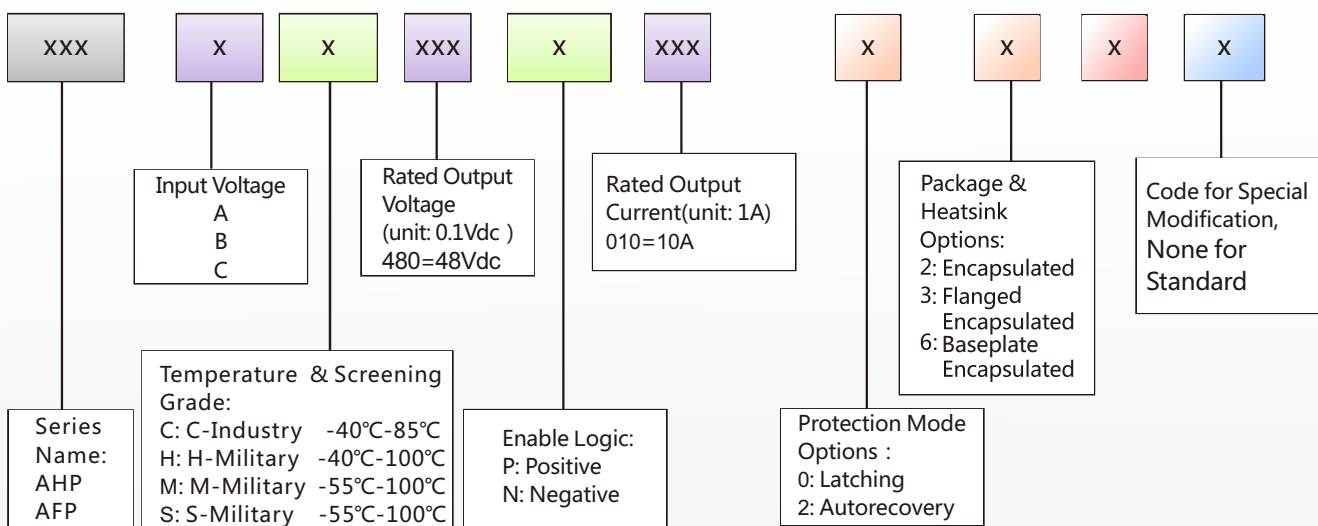 XXX X X XXX X XXX X X X X
Input Voltage
A
B
C
Rated Output
Voltage
(unit: 0.1Vdc )
480=48Vdc
Rated Output
Current(unit: 1A)
010=10A
Package &
Heatsink
Options:
2: Encapsulated
3: Flanged
Encapsulated
6: Baseplate
Encapsulated
Code for Special
Modification,
None for
Standard
Series
Name:
AHP
AFP
Temperature & Screening
Grade:
C: C-Industry -40℃-85℃
H: H-Military -40℃-100℃
M: M-Military -55℃-100℃
S: S-Military -55℃-100℃
Enable Logic:
P: Positive
N: Negative
Protection Mode
Options :
0: Latching
2: Autorecovery